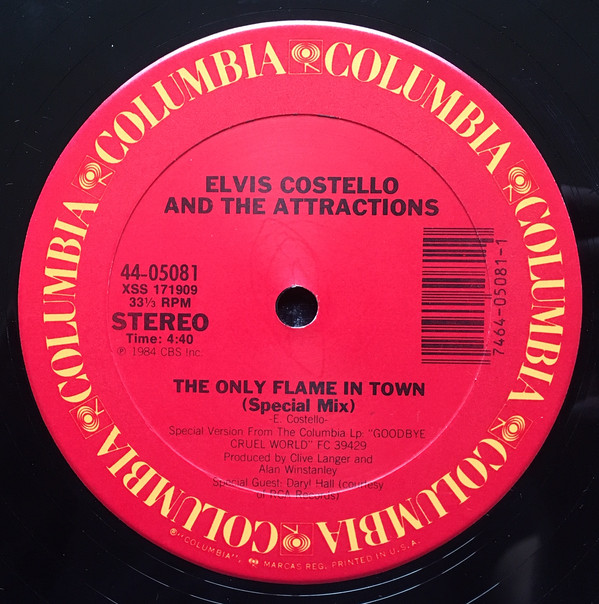 COLUMBIA COLUMBIA COLUMBIA COLUMBIA COLUMBIA COLUMBIA COLUMBIA COLUMBIA
ELVIS COSTELLO
AND THE ATTRACTIONS
44-05081
XSS 171909
33⅓ RPM
STEREO
Time: 4:40
℗ 1984 CBS Inc.
7464-05081-1
THE ONLY FLAME IN TOWN
(Special Mix)
-E. Costello-
Special Version From The Columbia Lp: "GOODBYE
CRUEL WORLD" FC 39429
Produced by Clive Langer and
Alan Winstanley
Special Guest: Daryl Hall (courtesy
of RCA Records)
®"COLUMBIA", MARCAS REG. PRINTED IN U.S.A.